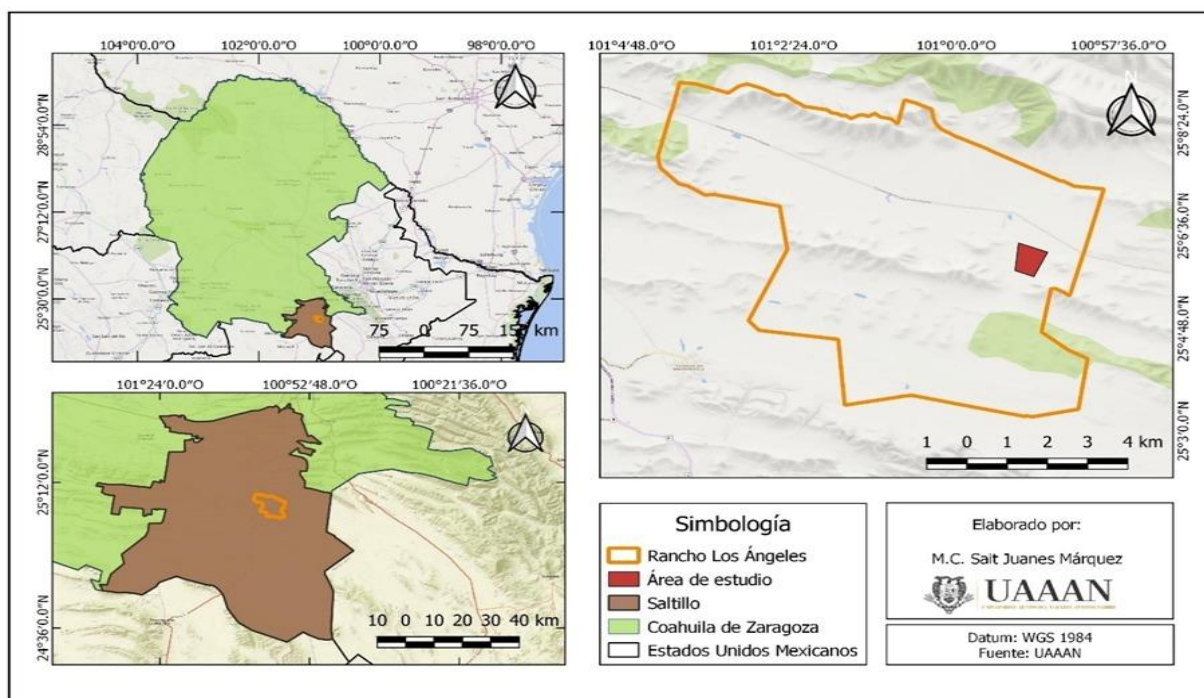 104°0'0.0"O 102°0'0.0"O 100°0'0.0"O 98°0'0.0"O
28°54'0.0"N
27°12'0.0"N
25°30'0.0"N
75 0 75 150 km
101°24'0.0"O 100°52'48.0"O 100°21'36.0"O
25°12'0.0"N
24°36'0.0"N
10 0 10 20 30 40 km
101°4'48.0"O 101°2'24.0"O 101°0'0.0"O 100°57'36.0"O
N
25°8'24.0"N
25°6'36.0"N
25°4'48.0"N
25°3'0.0"N
1 0 1 2 3 4 km
Simbología
Rancho Los Ángeles
Área de estudio
Saltillo
Coahuila de Zaragoza
Estados Unidos Mexicanos
Elaborado por:
M.C. Sait Juanes Márquez
UAAAN
Datum: WGS 1984
Fuente: UAAAN